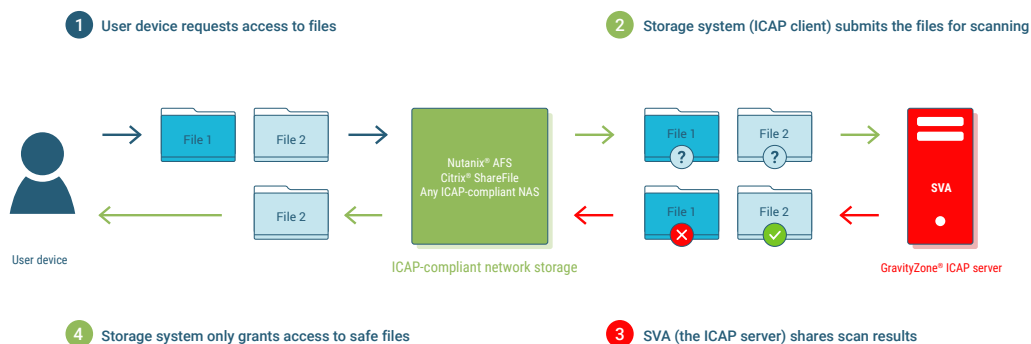 1 User device requests access to files
2 Storage system (ICAP client) submits the files for scanning
File 1
File 2
Nutanix® AFS
Citrix® ShareFile
Any ICAP-compliant NAS
File 1
?
File 2
?
SVA
File 2
File 1
File 2
User device
ICAP-compliant network storage
GravityZone® ICAP server
4 Storage system only grants access to safe files
3 SVA (the ICAP server) shares scan results